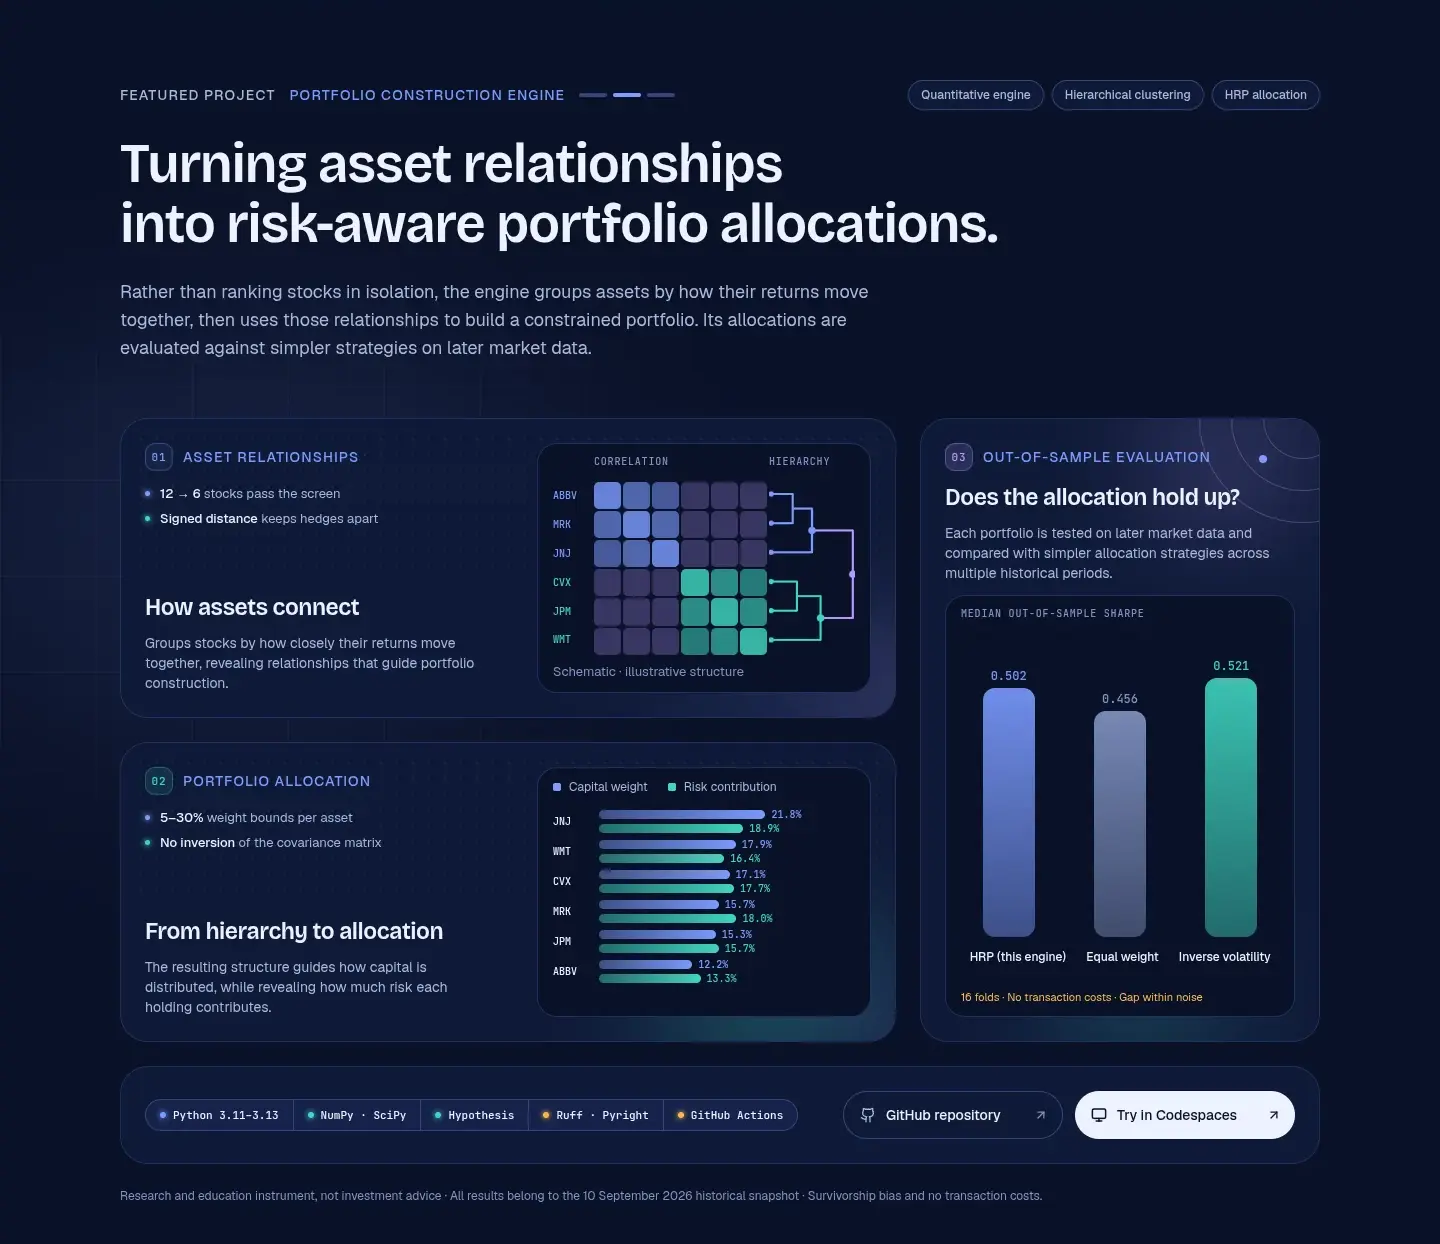 FEATURED PROJECT PORTFOLIO CONSTRUCTION ENGINE
Quantitative engine
Hierarchical clustering
HRP allocation
Turning asset relationships
into risk-aware portfolio allocations.
Rather than ranking stocks in isolation, the engine groups assets by how their returns move
together, then uses those relationships to build a constrained portfolio. Its allocations are
evaluated against simpler strategies on later market data.
01 ASSET RELATIONSHIPS
12 → 6 stocks pass the screen
Signed distance keeps hedges apart
How assets connect
Groups stocks by how closely their returns move
together, revealing relationships that guide portfolio
construction.
CORRELATION HIERARCHY
ABBV
MRK
JNJ
CVX
JPM
WMT
Schematic · illustrative structure
02 PORTFOLIO ALLOCATION
5–30% weight bounds per asset
No inversion of the covariance matrix
From hierarchy to allocation
The resulting structure guides how capital is
distributed, while revealing how much risk each
holding contributes.
Capital weight Risk contribution
JNJ 21.8%
18.9%
WMT 17.9%
16.4%
CVX 17.1%
17.7%
MRK 15.7%
18.0%
JPM 15.3%
15.7%
ABBV 12.2%
13.3%
03 OUT-OF-SAMPLE EVALUATION
Does the allocation hold up?
Each portfolio is tested on later market data and
compared with simpler allocation strategies across
multiple historical periods.
MEDIAN OUT-OF-SAMPLE SHARPE
0.502 0.456 0.521
HRP (this engine) Equal weight Inverse volatility
16 folds · No transaction costs · Gap within noise
Python 3.11–3.13 NumPy · SciPy Hypothesis Ruff · Pyright GitHub Actions
GitHub repository ↗
Try in Codespaces ↗
Research and education instrument, not investment advice · All results belong to the 10 September 2026 historical snapshot · Survivorship bias and no transaction costs.